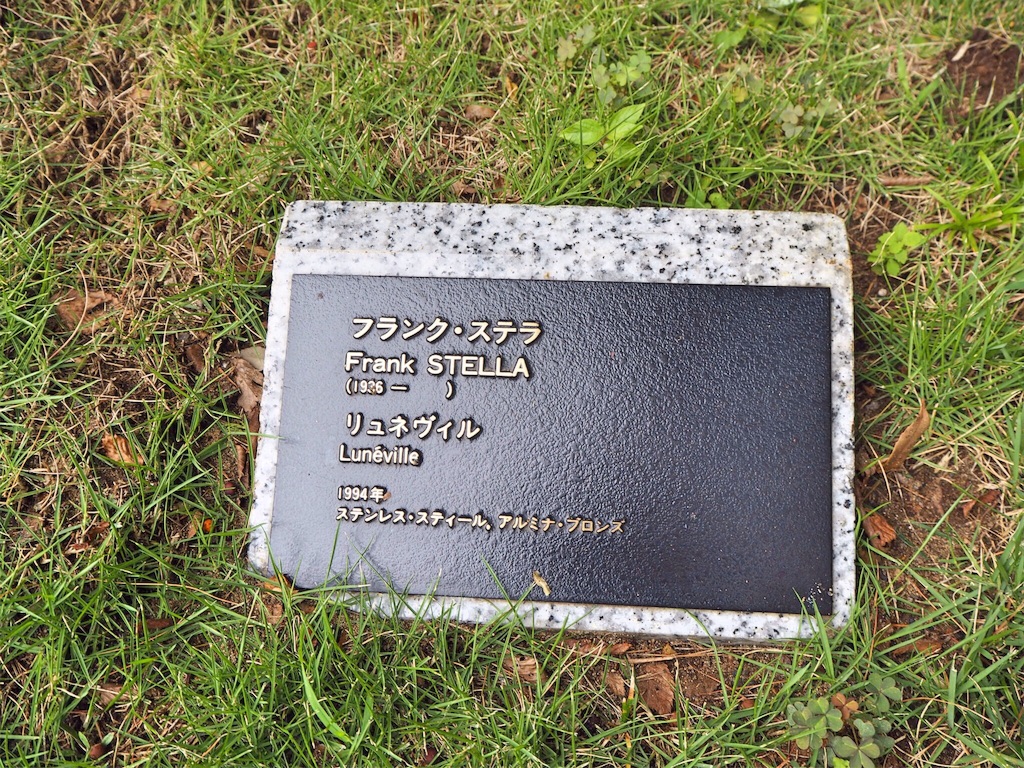 フランク・ステラ
Frank STELLA
(1936 — )
リュネヴィル
Lunéville
1994年
ステンレス・スティール, アルミナ・ブロンズ